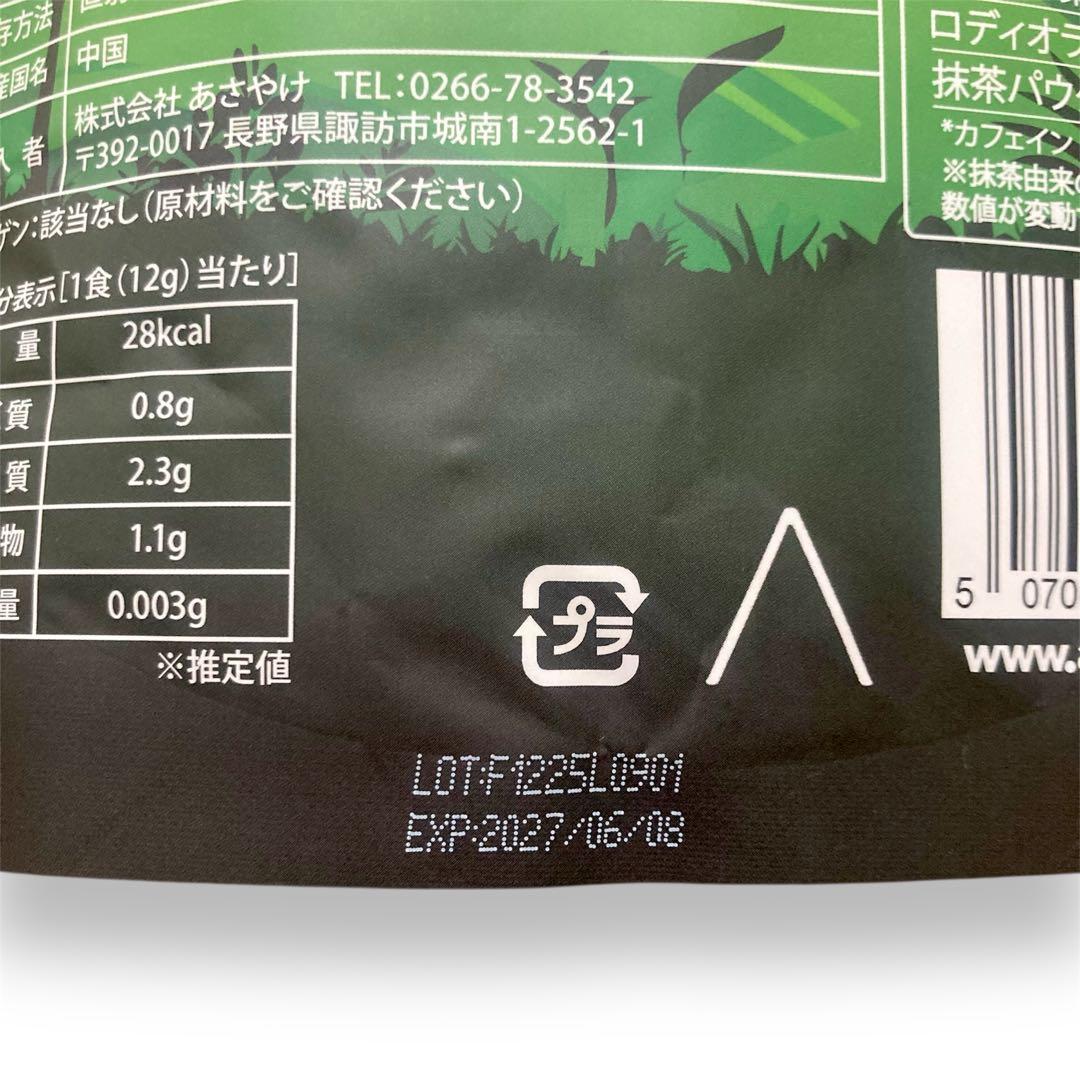 存方法
産国名 中国
入 者 株式会社 あさやけ TEL:0266-78-3542
〒392-0017 長野県諏訪市城南1-2562-1
ゲン:該当なし(原材料をご確認ください)
分表示[1食(12g)当たり]
量 28kcal
質 0.8g
質 2.3g
物 1.1g
量 0.003g
※推定値
プラ
LOT:F1225L0901
EXP:2027/06/08
ロディオラ
抹茶パウ
*カフェイン
※抹茶由来の
数値が変動
5 070
www.a